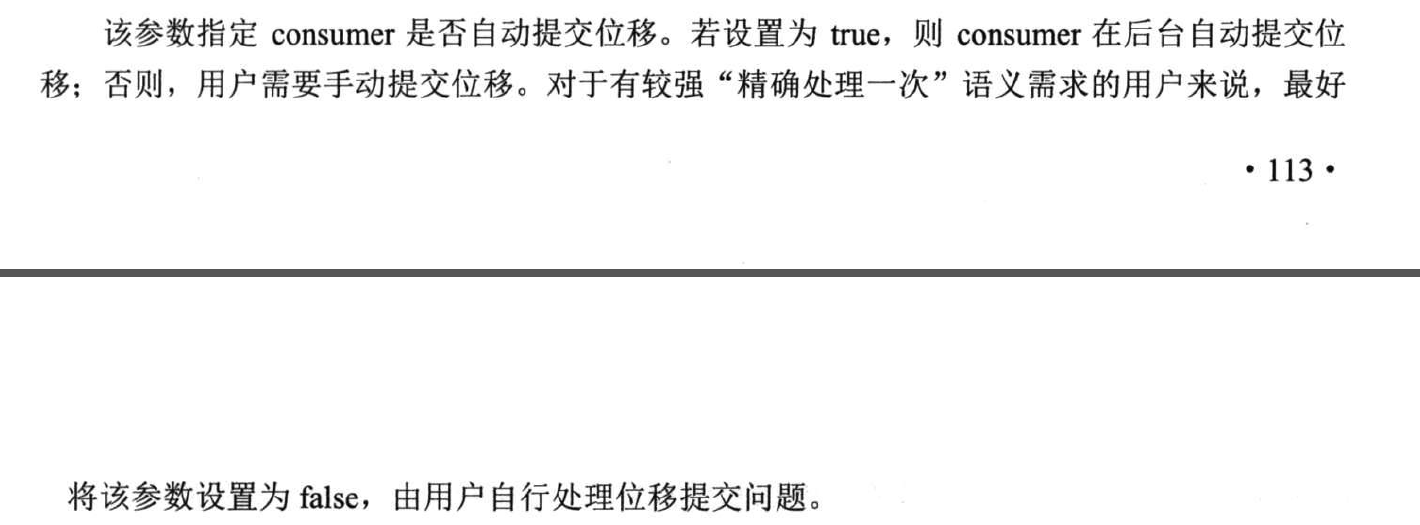 该参数指定 consumer 是否自动提交位移。若设置为 true，则 consumer 在后台自动提交位
移；否则，用户需要手动提交位移。对于有较强“精确处理一次”语义需求的用户来说，最好
·113·
将该参数设置为 false，由用户自行处理位移提交问题。